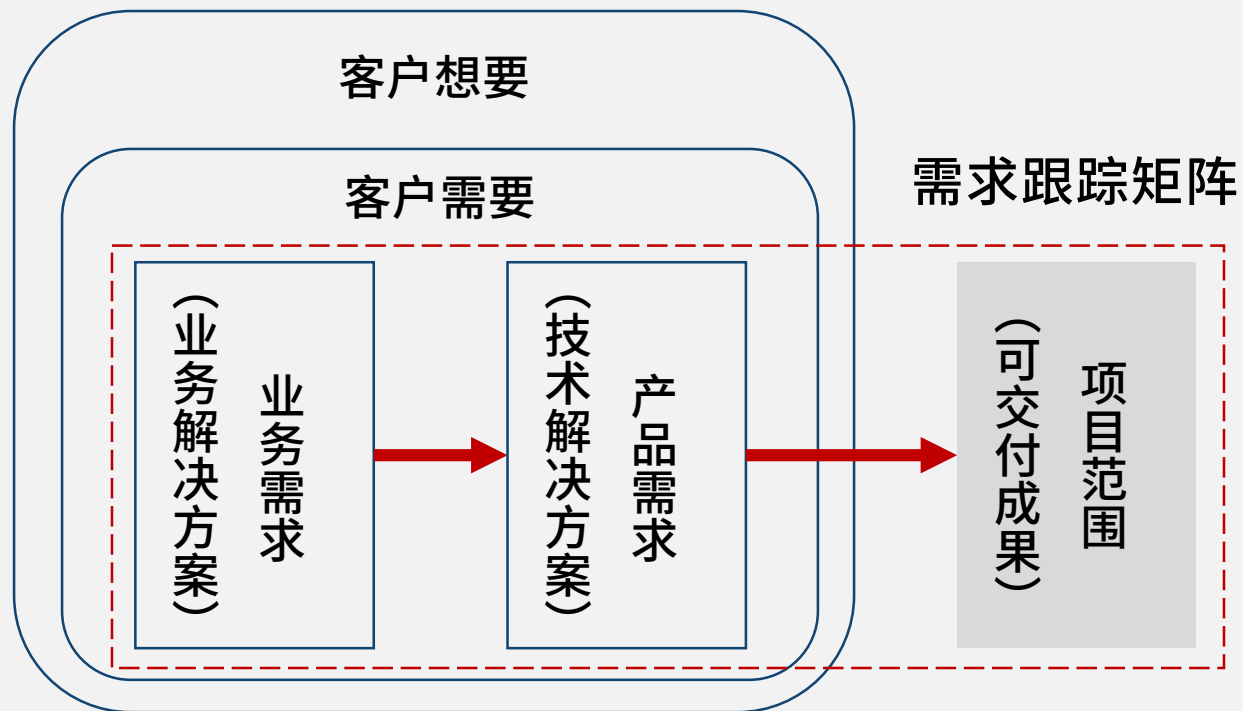 客户想要
客户需要
需求跟踪矩阵
业务需求
（业务解决方案）
产品需求
（技术解决方案）
项目范围
（可交付成果）